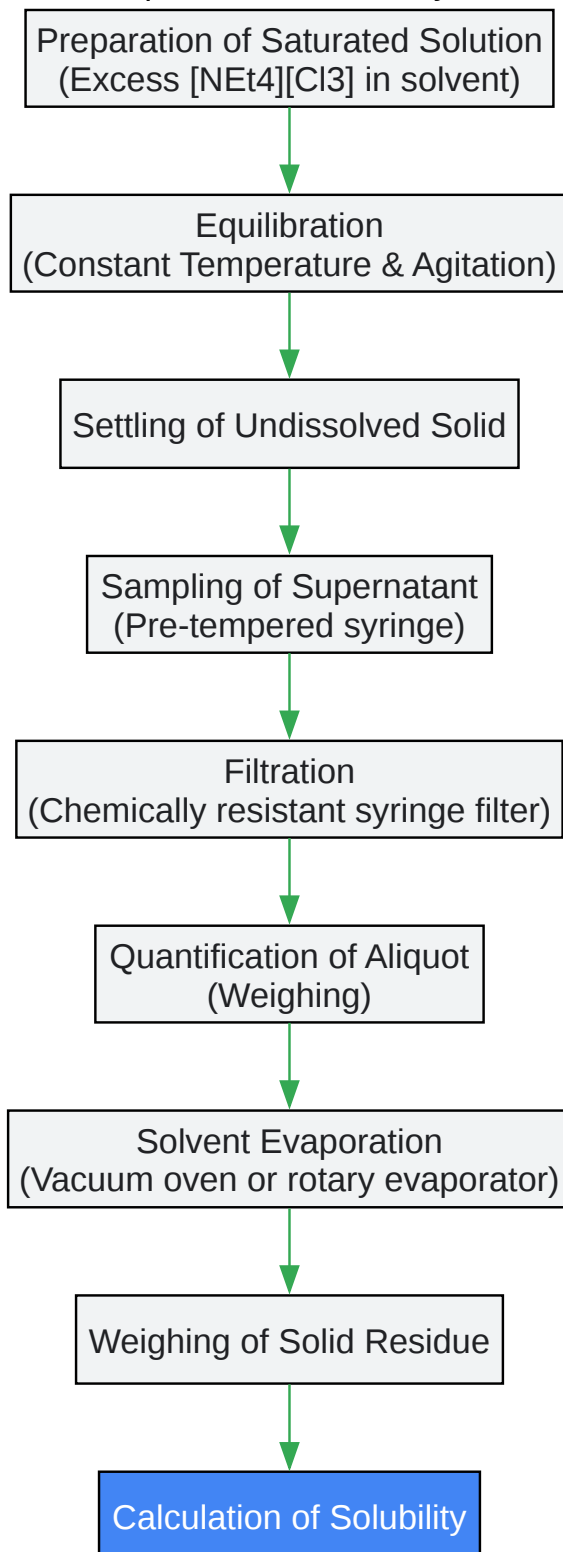 Preparation of Saturated Solution
(Excess [NEt4][Cl3] in solvent)
Equilibration
(Constant Temperature & Agitation)
Settling of Undissolved Solid
Sampling of Supernatant
(Pre-tempered syringe)
Filtration
(Chemically resistant syringe filter)
Quantification of Aliquot
(Weighing)
Solvent Evaporation
(Vacuum oven or rotary evaporator)
Weighing of Solid Residue
Calculation of Solubility